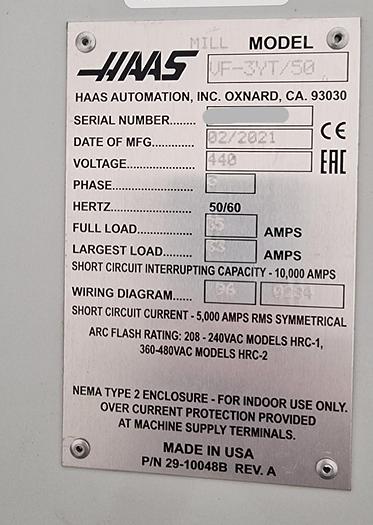 MILL MODEL
HAAS VF-3YT/50
HAAS AUTOMATION, INC. OXNARD, CA. 93030
SERIAL NUMBER........
DATE OF MFG.......... 02/2021 CE
VOLTAGE................ 440 EAC
PHASE....................
HERTZ.................... 50/60
FULL LOAD............. AMPS
LARGEST LOAD...... AMPS
SHORT CIRCUIT INTERRUPTING CAPACITY - 10,000 AMPS
WIRING DIAGRAM......
SHORT CIRCUIT CURRENT - 5,000 AMPS RMS SYMMETRICAL
ARC FLASH RATING: 208 - 240VAC MODELS HRC-1,
360-480VAC MODELS HRC-2
NEMA TYPE 2 ENCLOSURE - FOR INDOOR USE ONLY.
OVER CURRENT PROTECTION PROVIDED
AT MACHINE SUPPLY TERMINALS.
MADE IN USA
P/N 29-10048B REV. A